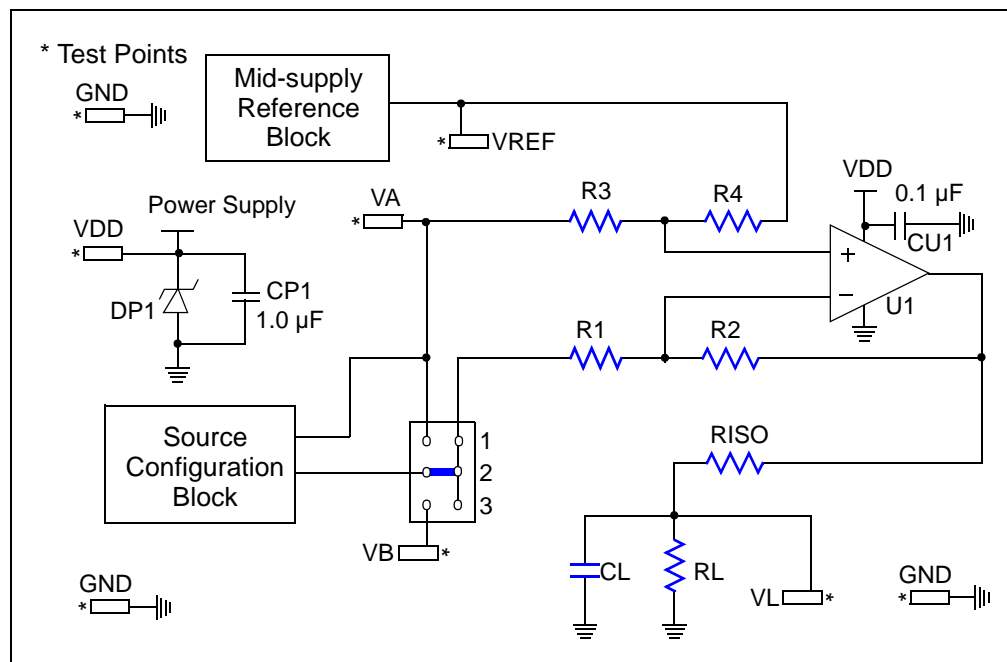 * Test Points
GND
*
Mid-supply
Reference
Block
* VREF
Power Supply
VDD
*
DP1
CP1
1.0 µF
VA
*
R3
R4
VDD
0.1 µF
CU1
+
−
U1
R1
R2
Source
Configuration
Block
1
2
3
VB *
RISO
CL
RL
VL *
GND
*
GND
*